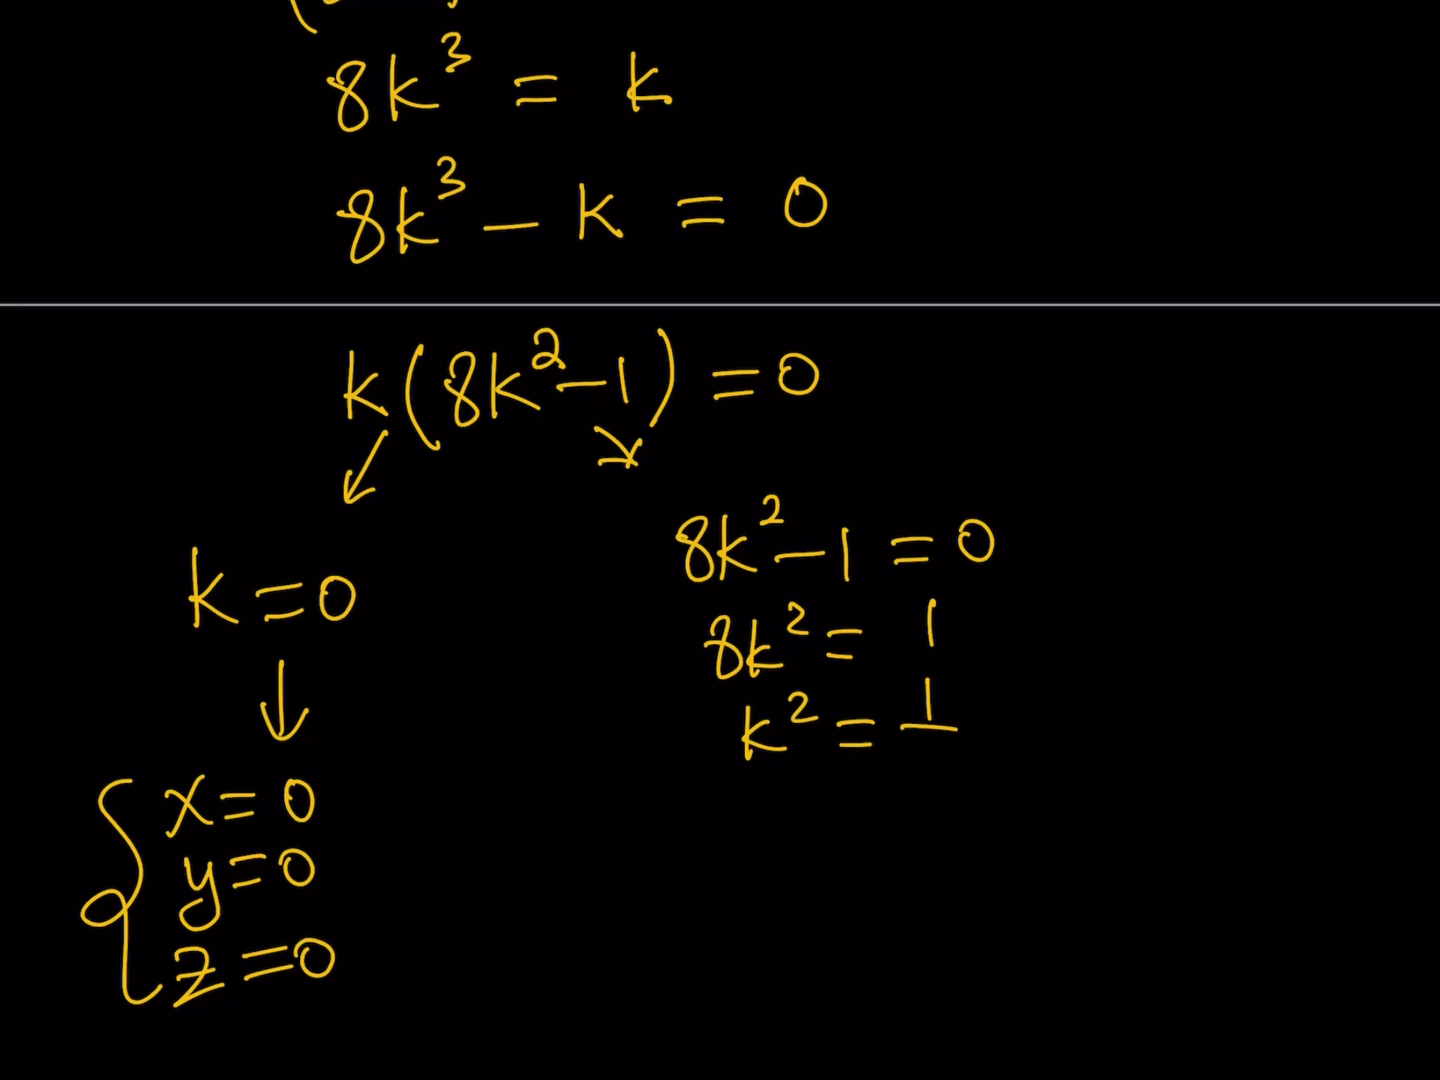 8k³ = k
8k³ - k = 0
k(8k² - 1) = 0
k = 0
8k² - 1 = 0
8k² = 1
k² = 1/
x = 0
y = 0
z = 0